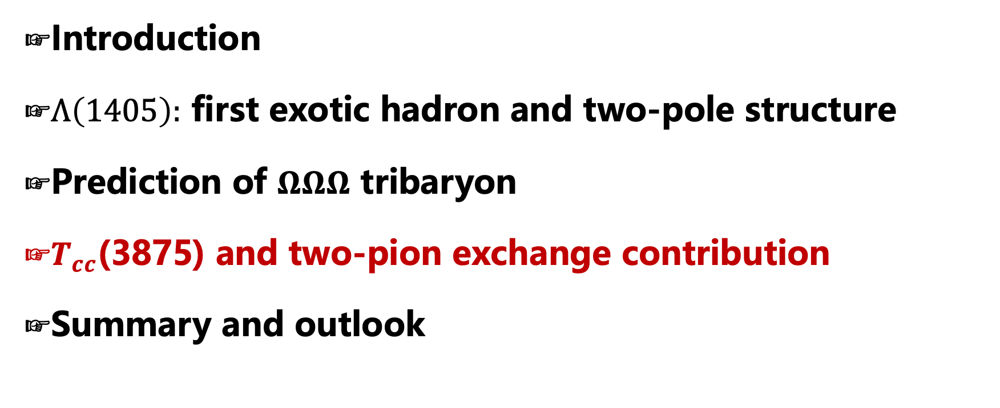 ☞Introduction
☞Λ(1405): first exotic hadron and two-pole structure
☞Prediction of ΩΩΩ tribaryon
☞T_cc(3875) and two-pion exchange contribution
☞Summary and outlook